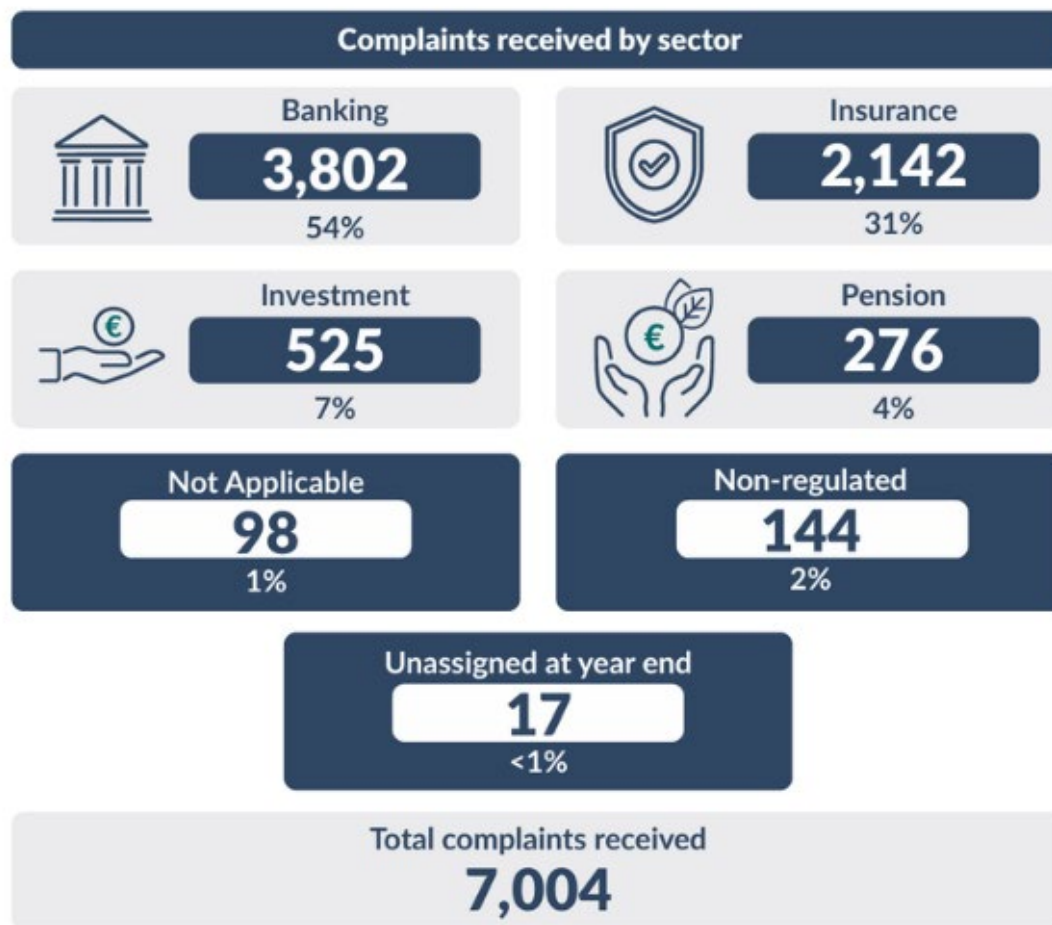 Complaints received by sector
Banking
3,802
54%
Insurance
2,142
31%
Investment
€
525
7%
Pension
€
276
4%
Not Applicable
98
1%
Non-regulated
144
2%
Unassigned at year end
17
<1%
Total complaints received
7,004